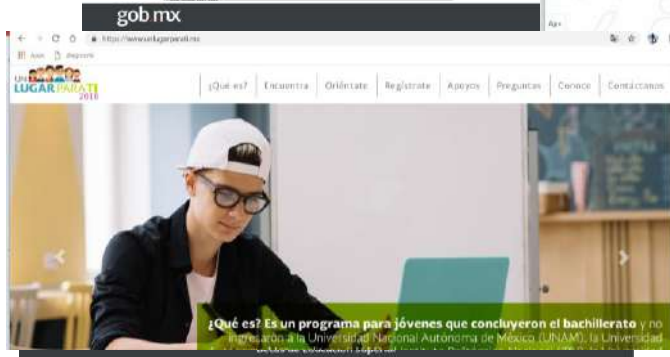 gob mx
https://www.unlugarparati.mx
Apps
UN
LUGAR PARA TI
2018
¿Qué es? Encuentra Oriéntate Regístrate Apoyos Preguntas Conoce Contáctanos
¿Qué es? Es un programa para jóvenes que concluyeron el bachillerato y no
ingresaron a la Universidad Nacional Autónoma de México (UNAM), la Universidad